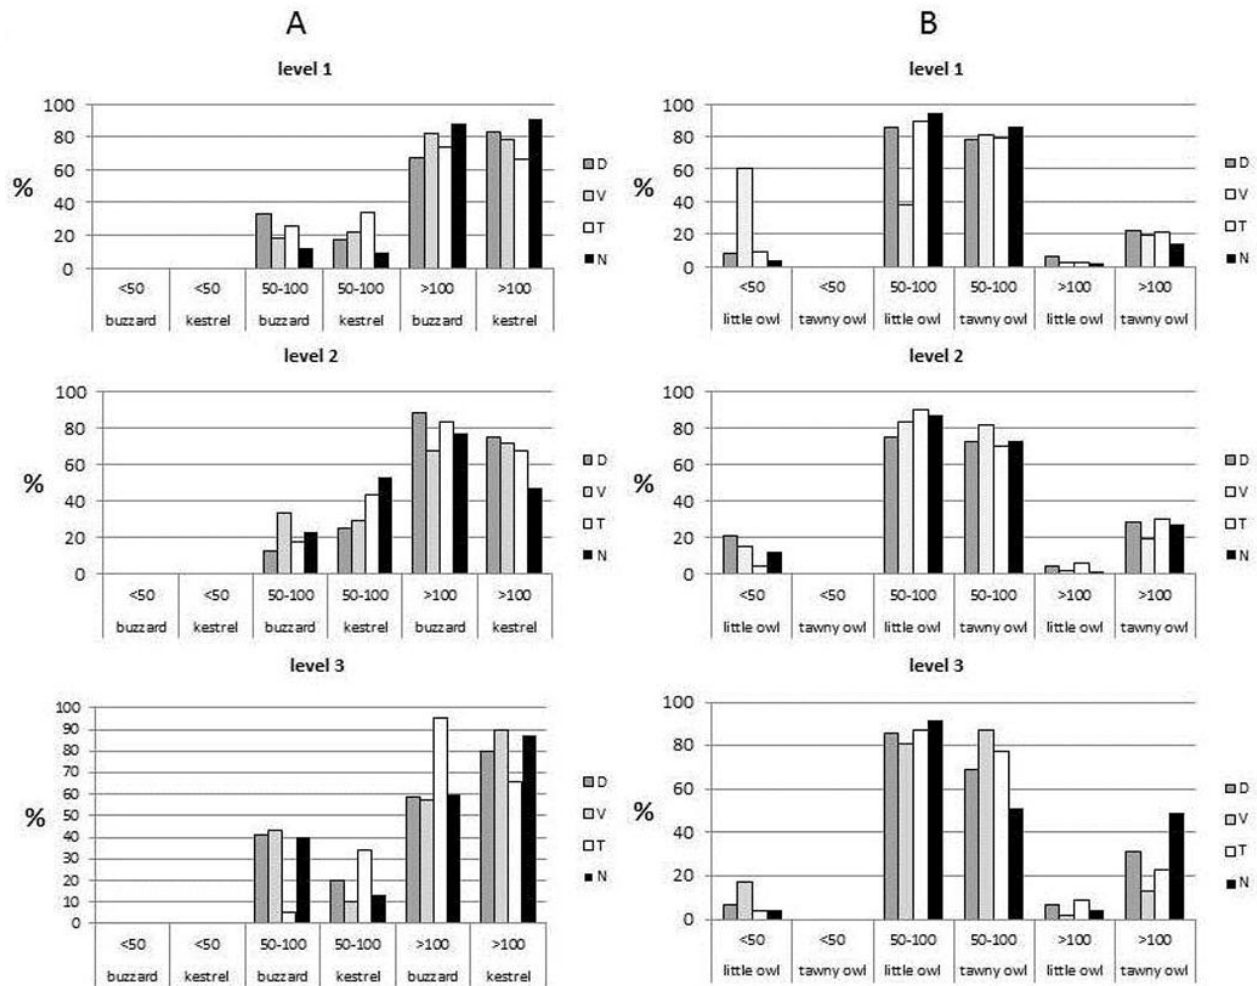 A
B
level 1
100
80
60
40
20
0
%
<50 <50 50-100 50-100 >100 >100
buzzard kestrel buzzard kestrel buzzard kestrel
D
V
T
N
level 1
100
80
60
40
20
0
%
<50 <50 50-100 50-100 >100 >100
little owl tawny owl little owl tawny owl little owl tawny owl
D
V
T
N
level 2
100
80
60
40
20
0
%
<50 <50 50-100 50-100 >100 >100
buzzard kestrel buzzard kestrel buzzard kestrel
D
V
T
N
level 2
100
80
60
40
20
0
%
<50 <50 50-100 50-100 >100 >100
little owl tawny owl little owl tawny owl little owl tawny owl
D
V
T
N
level 3
100
90
80
70
60
50
40
30
20
10
0
%
<50 <50 50-100 50-100 >100 >100
buzzard kestrel buzzard kestrel buzzard kestrel
D
V
T
N
level 3
100
80
60
40
20
0
%
<50 <50 50-100 50-100 >100 >100
little owl tawny owl little owl tawny owl little owl tawny owl
D
V
T
N